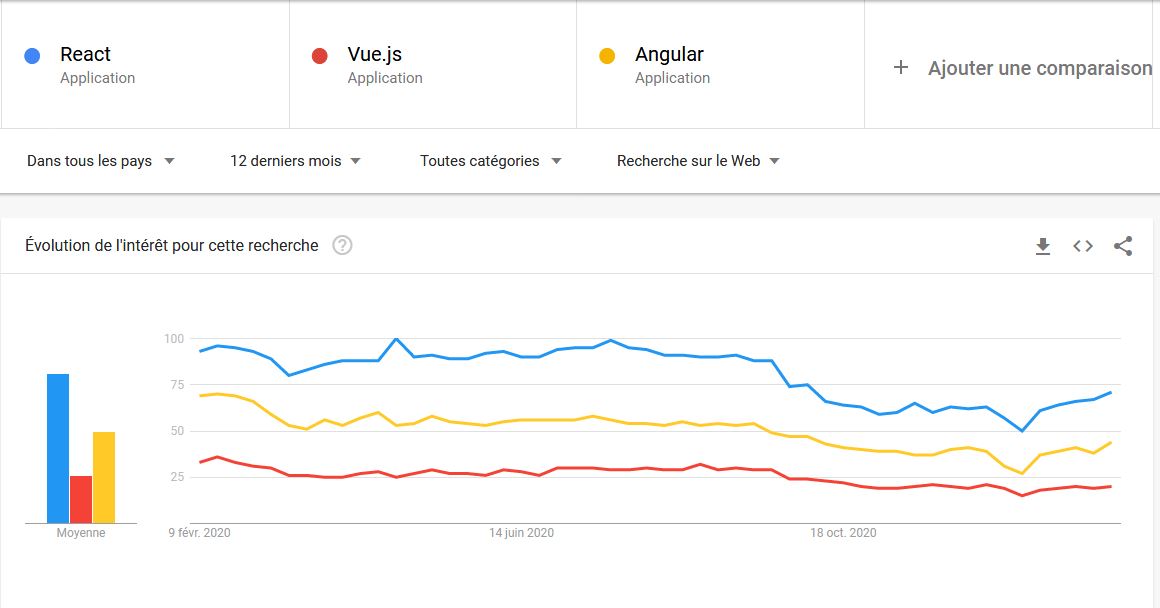 React
Application
Vue.js
Application
Angular
Application
+ Ajouter une comparaison
Dans tous les pays
12 derniers mois
Toutes catégories
Recherche sur le Web
Évolution de l'intérêt pour cette recherche ?
100
75
50
25
Moyenne
9 févr. 2020
14 juin 2020
18 oct. 2020